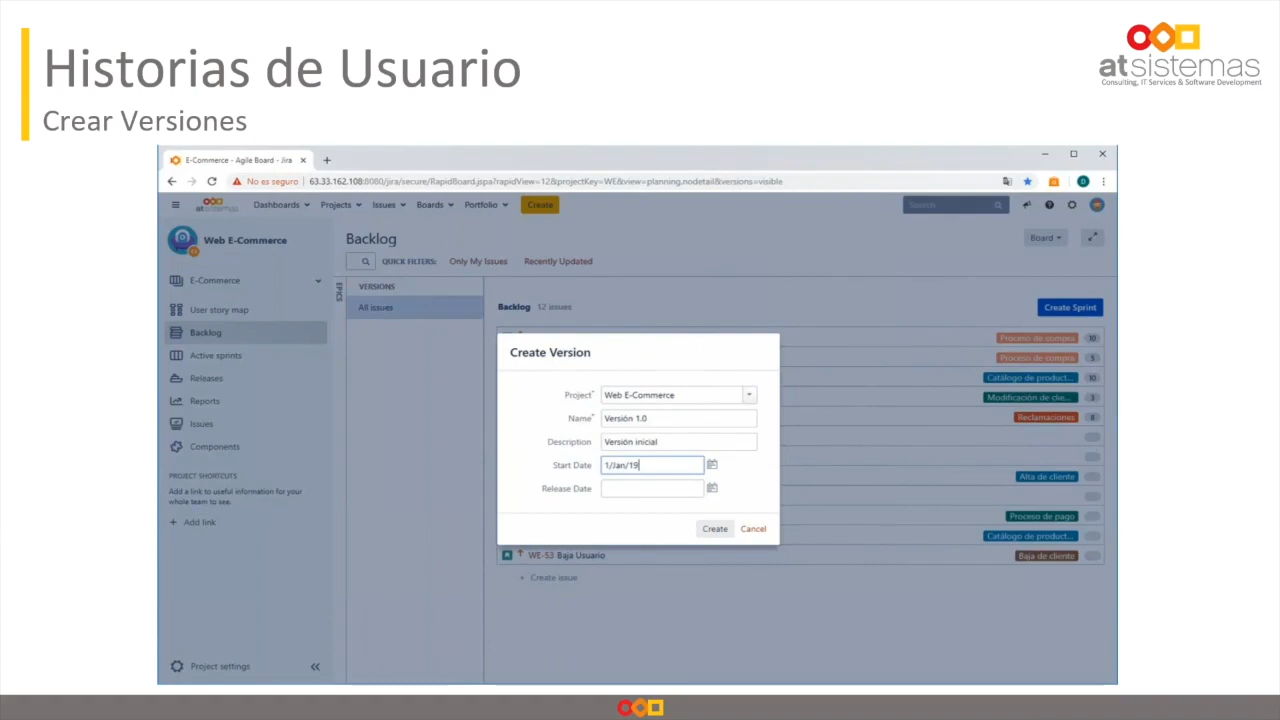 Historias de Usuario
Crear Versiones
atsistemas
Consulting, IT Services & Software Development
E-Commerce - Agile Board - Jira
No es seguro
63.33.162.108:8080/jira/secure/RapidBoard.jspa?rapidView=12&projectKey=WE&view=planning.nodetail&versions=visible
D
atsistemas
Dashboards
Projects
Issues
Boards
Portfolio
Create
Search
Web E-Commerce
Backlog
Board
QUICK FILTERS:
Only My Issues
Recently Updated
E-Commerce
User story map
Backlog
Active sprints
Releases
Reports
Issues
Components
PROJECT SHORTCUTS
Add a link to useful information for your
whole team to see.
+ Add link
Project settings
EPICS
VERSIONS
All issues
Backlog 12 issues
Create Sprint
Proceso de compra 10
Proceso de compra 5
Catálogo de product... 10
Modificación de clie... 3
Reclamaciones 8
Alta de cliente
Proceso de pago
Catálogo de product...
WE-53 Baja Usuario
Baja de cliente
+ Create issue
Create Version
Project* Web E-Commerce
Name* Versión 1.0
Description Versión inicial
Start Date 1/Jan/19
Release Date
Create Cancel